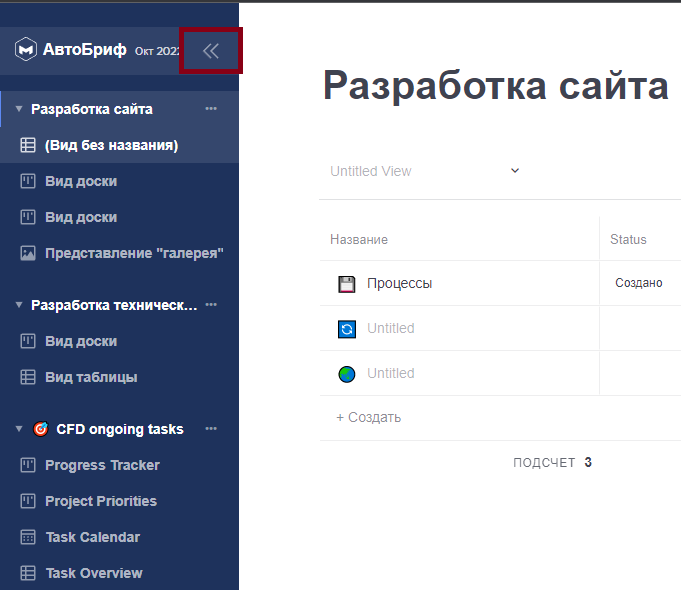 АвтоБриф Окт 2022
Разработка сайта
(Вид без названия)
Вид доски
Вид доски
Представление "галерея"
Разработка техническ...
Вид доски
Вид таблицы
CFD ongoing tasks
Progress Tracker
Project Priorities
Task Calendar
Task Overview
Разработка сайта
Untitled View
Название Status
Процессы Создано
Untitled
Untitled
+ Создать
ПОДСЧЕТ 3